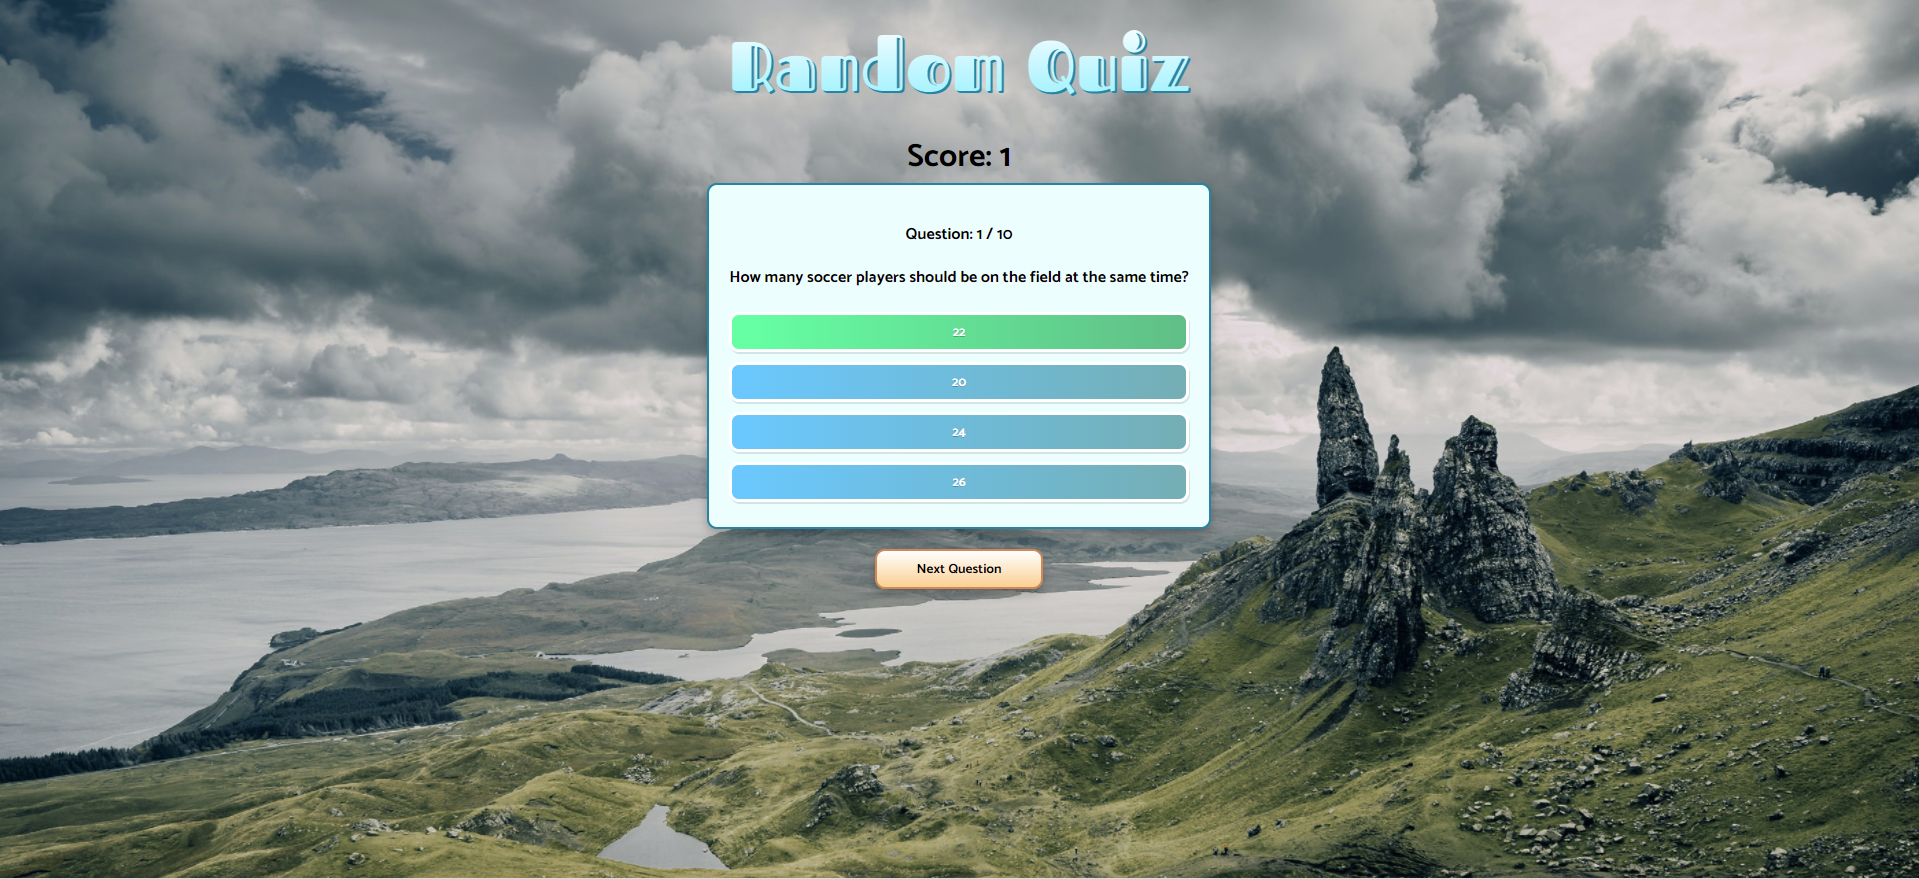 Random Quiz
Score: 1
Question: 1 / 10
How many soccer players should be on the field at the same time?
22
20
24
26
Next Question